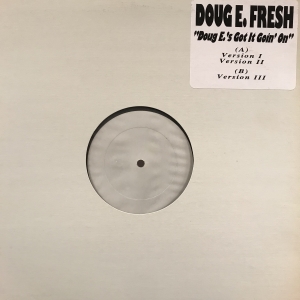 DOUG E. FRESH
"Doug E.'s Got It Goin' On"
(A)
Version I
Version II
(B)
Version III